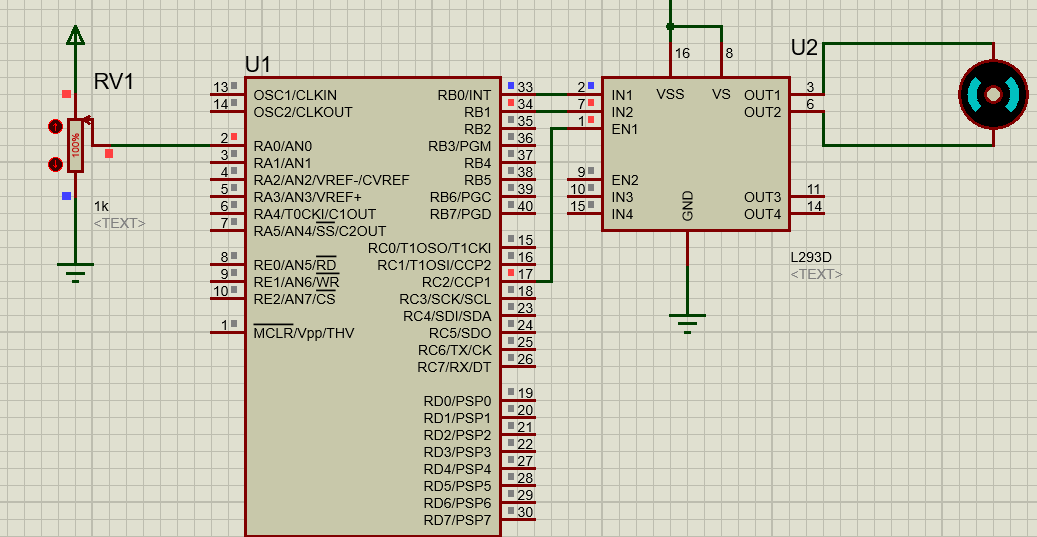 RV1
100%
1k
<TEXT>
U1
13 OSC1/CLKIN
14 OSC2/CLKOUT
2 RA0/AN0
3 RA1/AN1
4 RA2/AN2/VREF-/CVREF
5 RA3/AN3/VREF+
6 RA4/T0CKI/C1OUT
7 RA5/AN4/SS/C2OUT
8 RE0/AN5/RD
9 RE1/AN6/WR
10 RE2/AN7/CS
1 MCLR/Vpp/THV
RB0/INT 33
RB1 34
RB2 35
RB3/PGM 36
RB4 37
RB5 38
RB6/PGC 39
RB7/PGD 40
RC0/T1OSO/T1CKI 15
RC1/T1OSI/CCP2 16
RC2/CCP1 17
RC3/SCK/SCL 18
RC4/SDI/SDA 23
RC5/SDO 24
RC6/TX/CK 25
RC7/RX/DT 26
RD0/PSP0 19
RD1/PSP1 20
RD2/PSP2 21
RD3/PSP3 22
RD4/PSP4 27
RD5/PSP5 28
RD6/PSP6 29
RD7/PSP7 30
U2
16 8
VSS VS
2 IN1
7 IN2
1 EN1
9 EN2
10 IN3
15 IN4
GND
OUT1 3
OUT2 6
OUT3 11
OUT4 14
L293D
<TEXT>